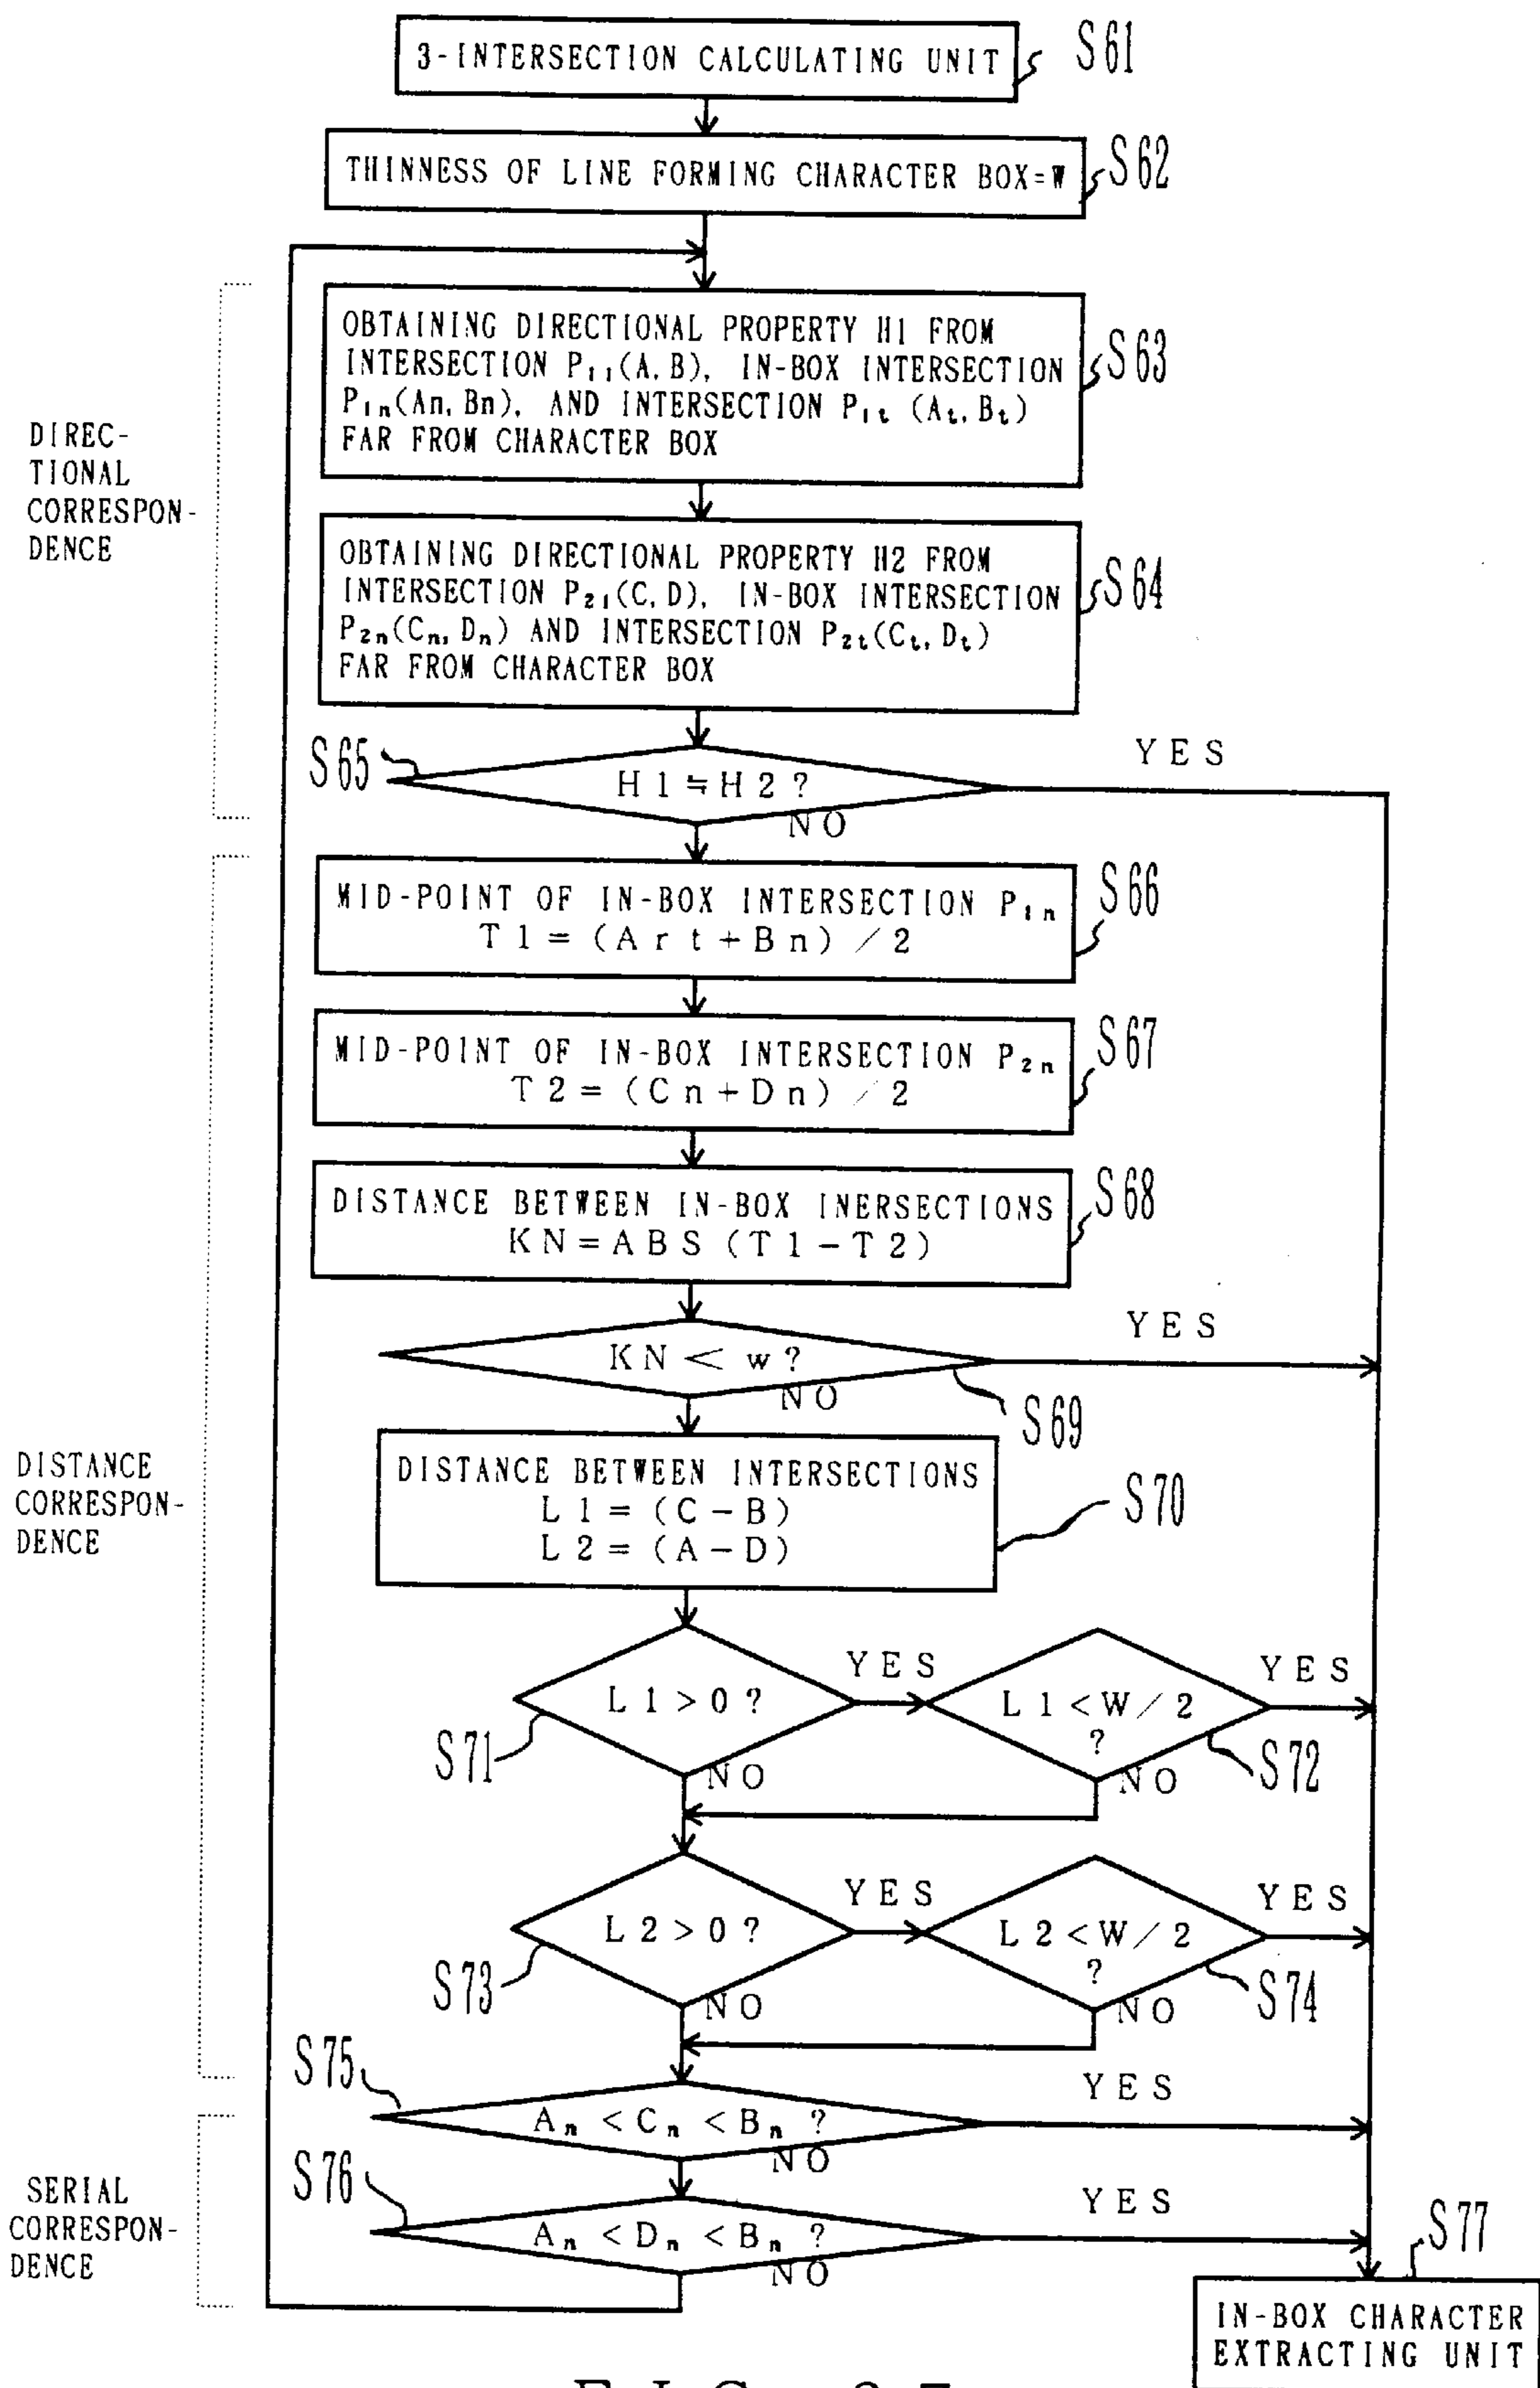 3-INTERSECTION CALCULATING UNIT
S61
THINNESS OF LINE FORMING CHARACTER BOX=W
S62
DIREC-
TIONAL
CORRESPON-
DENCE
OBTAINING DIRECTIONAL PROPERTY H1 FROM
INTERSECTION P₁₁(A, B), IN-BOX INTERSECTION
P₁ₙ(An, Bn), AND INTERSECTION P₁ₜ (Aₜ, Bₜ)
FAR FROM CHARACTER BOX
S63
OBTAINING DIRECTIONAL PROPERTY H2 FROM
INTERSECTION P₂₁(C, D), IN-BOX INTERSECTION
P₂ₙ(Cₙ, Dₙ) AND INTERSECTION P₂ₜ(Cₜ, Dₜ)
FAR FROM CHARACTER BOX
S64
S65
H1≒H2?
YES
NO
DISTANCE
CORRESPON-
DENCE
MID-POINT OF IN-BOX INTERSECTION P₁ₙ
T1=(Art+Bn)/2
S66
MID-POINT OF IN-BOX INTERSECTION P₂ₙ
T2=(Cn+Dn)/2
S67
DISTANCE BETWEEN IN-BOX INERSECTIONS
KN=ABS(T1-T2)
S68
KN<w?
YES
NO
S69
DISTANCE BETWEEN INTERSECTIONS
L1=(C-B)
L2=(A-D)
S70
L1>0?
YES
S71
NO
L1<W/2
?
YES
S72
NO
L2>0?
YES
S73
NO
L2<W/2
?
YES
S74
NO
SERIAL
CORRESPON-
DENCE
S75
Aₙ<Cₙ<Bₙ?
YES
NO
S76
Aₙ<Dₙ<Bₙ?
YES
NO
S77
IN-BOX CHARACTER
EXTRACTING UNIT